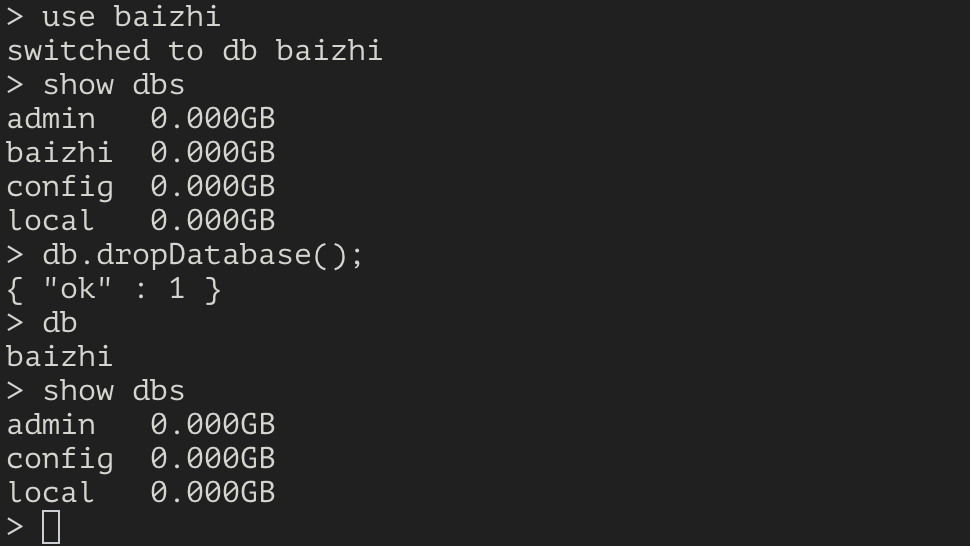 > use baizhi
switched to db baizhi
> show dbs
admin   0.000GB
baizhi  0.000GB
config  0.000GB
local   0.000GB
> db.dropDatabase();
{ "ok" : 1 }
> db
baizhi
> show dbs
admin   0.000GB
config  0.000GB
local   0.000GB
>